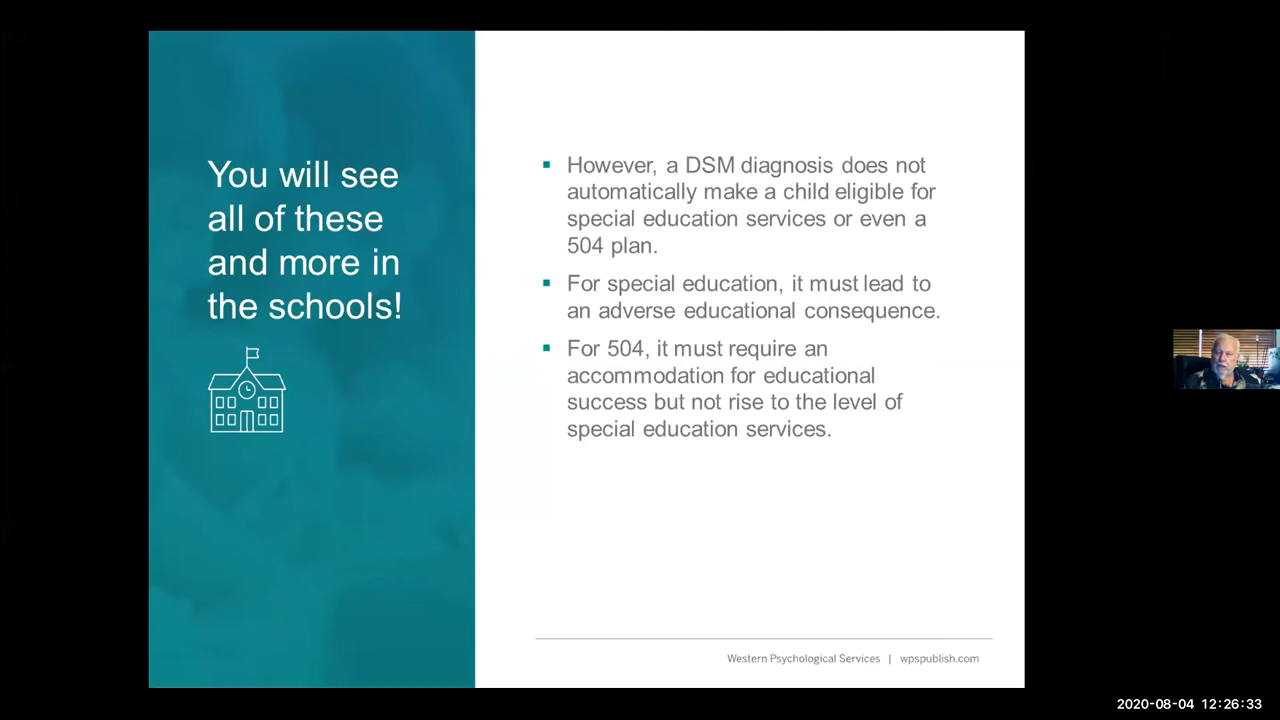 You will see
all of these
and more in
the schools!
▪ However, a DSM diagnosis does not
automatically make a child eligible for
special education services or even a
504 plan.
▪ For special education, it must lead to
an adverse educational consequence.
▪ For 504, it must require an
accommodation for educational
success but not rise to the level of
special education services.
Western Psychological Services | wpspublish.com
2020-08-04 12:26:33